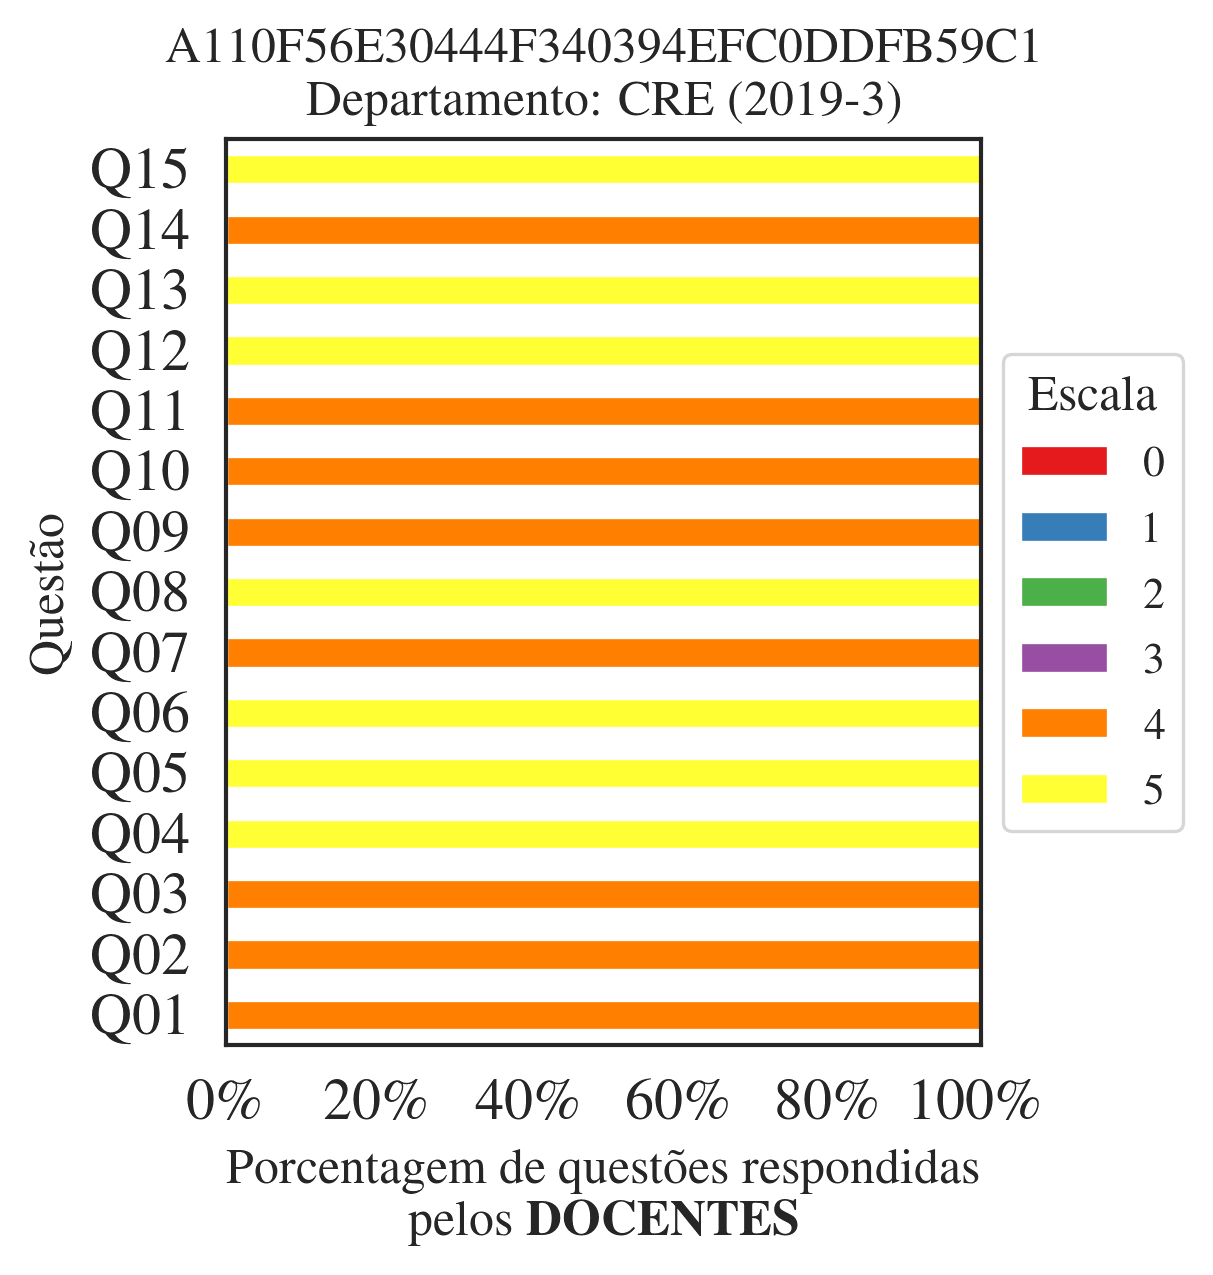 A110F56E30444F340394EFC0DDFB59C1
Departamento: CRE (2019-3)
Q15
Q14
Q13
Q12
Q11
Q10
Q09
Q08
Q07
Q06
Q05
Q04
Q03
Q02
Q01
Questão
0% 20% 40% 60% 80% 100%
Porcentagem de questões respondidas
pelos DOCENTES
Escala
0
1
2
3
4
5